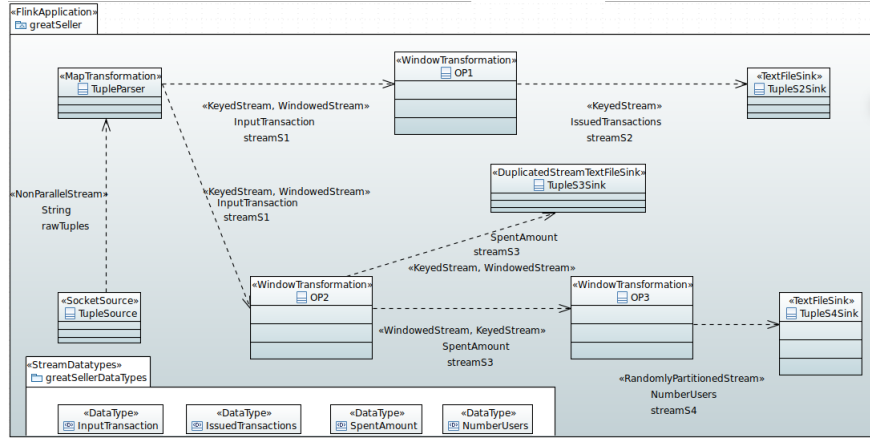 «FlinkApplication»
greatSeller
«MapTransformation»
TupleParser
«WindowTransformation»
OP1
«TextFileSink»
TupleS2Sink
«KeyedStream, WindowedStream»
InputTransaction
streamS1
«KeyedStream»
IssuedTransactions
streamS2
«DuplicatedStreamTextFileSink»
TupleS3Sink
«NonParallelStream»
String
rawTuples
«KeyedStream, WindowedStream»
InputTransaction
streamS1
SpentAmount
streamS3
«KeyedStream, WindowedStream»
«SocketSource»
TupleSource
«WindowTransformation»
OP2
«WindowTransformation»
OP3
«TextFileSink»
TupleS4Sink
«WindowedStream, KeyedStream»
SpentAmount
streamS3
«RandomlyPartitionedStream»
NumberUsers
streamS4
«StreamDatatypes»
greatSellerDataTypes
«DataType»
InputTransaction
«DataType»
IssuedTransactions
«DataType»
SpentAmount
«DataType»
NumberUsers